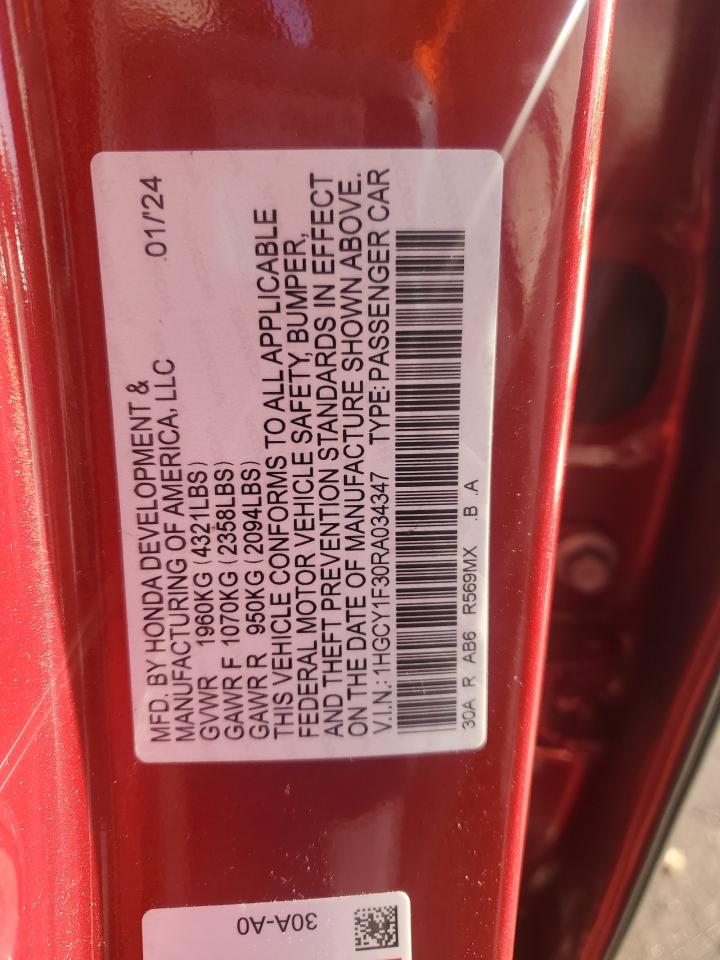 MFD. BY HONDA DEVELOPMENT & 01/'24
MANUFACTURING OF AMERICA, LLC
GVWR 1960KG (4321LBS)
GAWR F 1070KG (2358LBS)
GAWR R 950KG (2094LBS)
THIS VEHICLE CONFORMS TO ALL APPLICABLE
FEDERAL MOTOR VEHICLE SAFETY, BUMPER,
AND THEFT PREVENTION STANDARDS IN EFFECT
ON THE DATE OF MANUFACTURE SHOWN ABOVE.
V.I.N.: 1HGCY1F30RA034347 TYPE: PASSENGER CAR
30A R AB6 R569MX .B .A
30A-A0